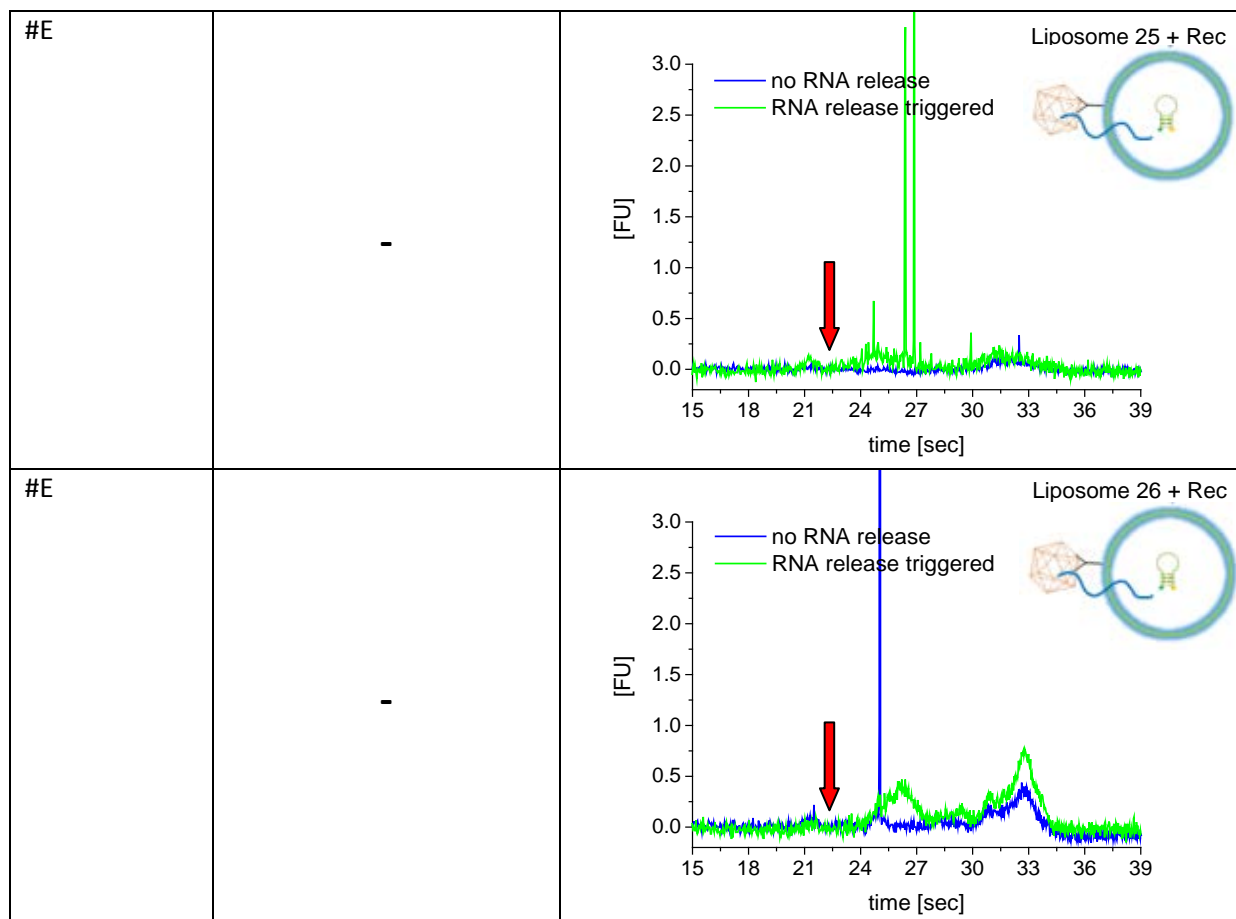 #E
-
Liposome 25 + Rec
no RNA release
RNA release triggered
3.0
2.5
2.0
1.5
1.0
0.5
0.0
[FU]
15 18 21 24 27 30 33 36 39
time [sec]
#E
-
Liposome 26 + Rec
no RNA release
RNA release triggered
3.0
2.5
2.0
1.5
1.0
0.5
0.0
[FU]
15 18 21 24 27 30 33 36 39
time [sec]